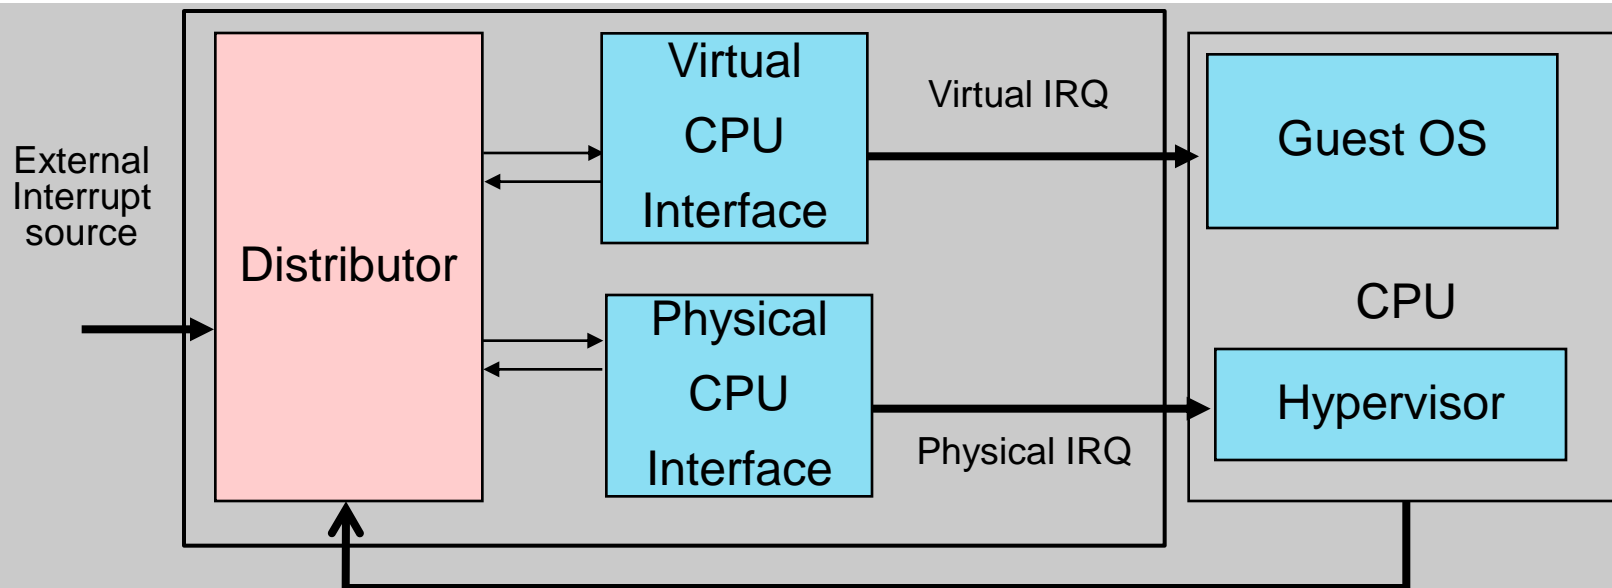 External
Interrupt
source
Distributor
Virtual
CPU
Interface
Physical
CPU
Interface
Virtual IRQ
Physical IRQ
Guest OS
CPU
Hypervisor